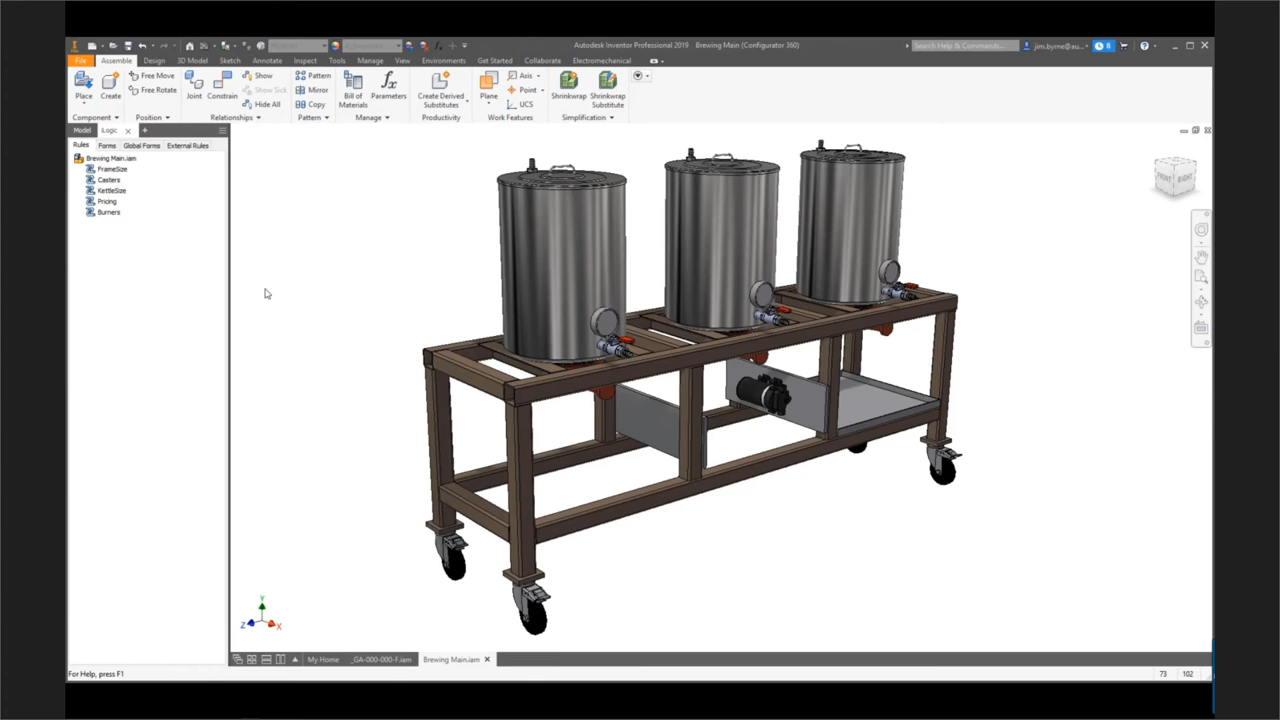 Autodesk Inventor Professional 2019 Brewing Main (Configurator 360)
Search Help & Commands...
jim.byrne@au...
8
File Assemble Design 3D Model Sketch Annotate Inspect Tools Manage View Environments Get Started Collaborate Electromechanical
Place
Create
Free Move
Free Rotate
Joint
Constrain
Show
Show Sick
Hide All
Pattern
Mirror
Copy
Bill of
Materials
Parameters
Create Derived
Substitutes
Plane
Axis
Point
UCS
Shrinkwrap
Shrinkwrap
Substitute
Component Position Relationships Pattern Manage Productivity Work Features Simplification
Model iLogic
Rules Forms Global Forms External Rules
Brewing Main.iam
FrameSize
Casters
KettleSize
Pricing
Burners
FRONT RIGHT
Y
Z
X
My Home _GA-000-000-F.iam Brewing Main.iam
For Help, press F1
73 102